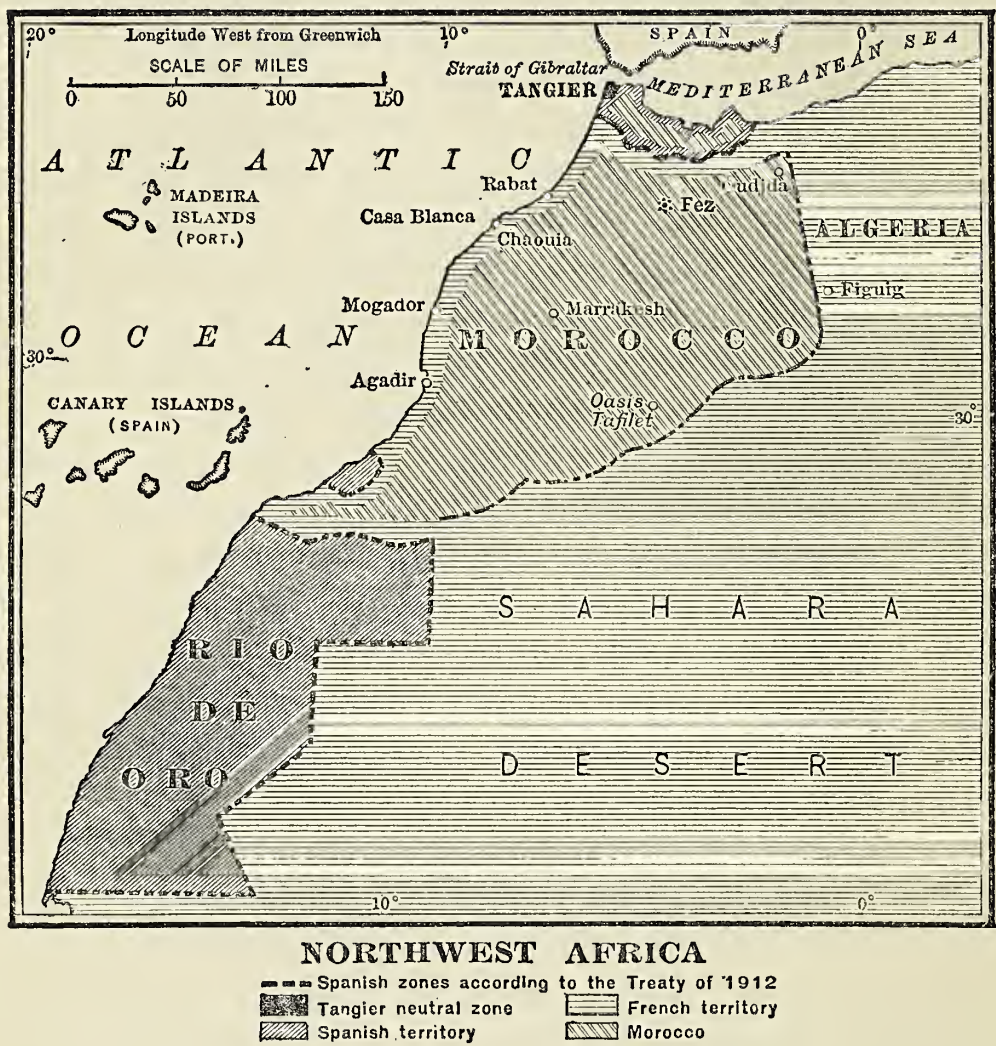 20° Longitude West from Greenwich 10° SPAIN 0°
SCALE OF MILES
0 50 100 150
Strait of Gibraltar
TANGIER
MEDITERRANEAN SEA
ATLANTIC
MADEIRA
ISLANDS
(PORT.)
Rabat
Casa Blanca
Chaouia
Fez
Oudjda
ALGERIA
Figuig
Mogador
Marrakesh
OCEAN
MOROCCO
30°
Agadir
Oasis
Tafilet
30°
CANARY ISLANDS
(SPAIN)
SAHARA
RIO
DE
ORO
DESERT
10° 0°
NORTHWEST AFRICA
Spanish zones according to the Treaty of 1912
Tangier neutral zone
French territory
Spanish territory
Morocco